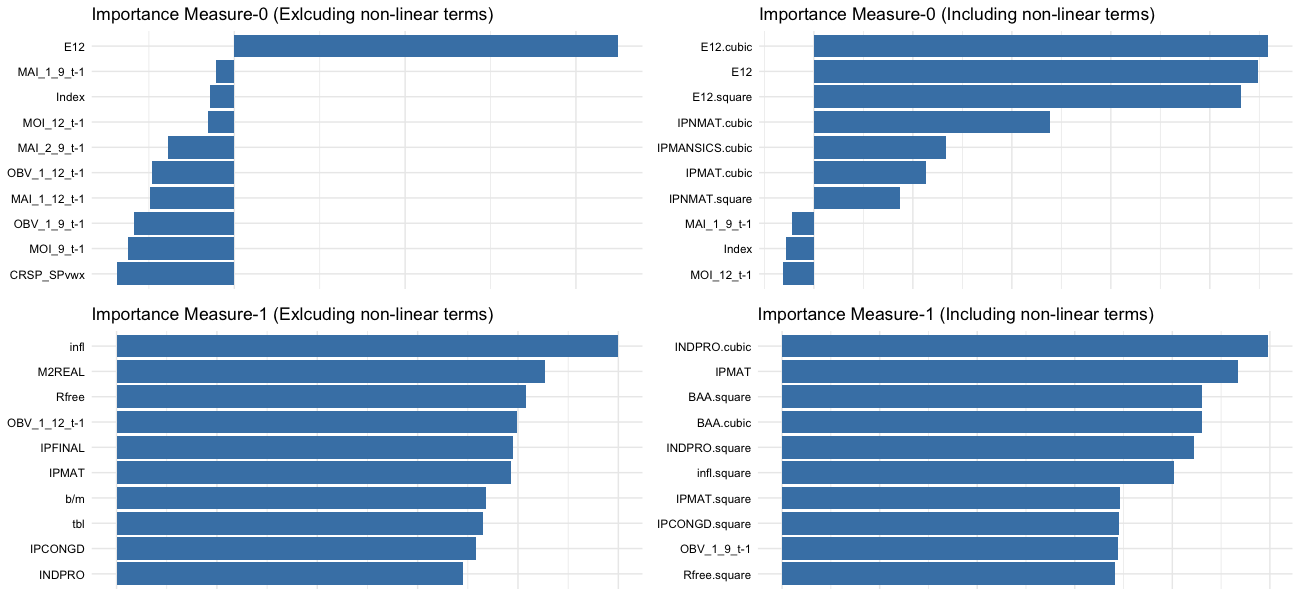 Importance Measure-0 (Exlcuding non-linear terms)
E12
MAI_1_9_t-1
Index
MOI_12_t-1
MAI_2_9_t-1
OBV_1_12_t-1
MAI_1_12_t-1
OBV_1_9_t-1
MOI_9_t-1
CRSP_SPvwx
Importance Measure-0 (Including non-linear terms)
E12.cubic
E12
E12.square
IPNMAT.cubic
IPMANSICS.cubic
IPMAT.cubic
IPNMAT.square
MAI_1_9_t-1
Index
MOI_12_t-1
Importance Measure-1 (Exlcuding non-linear terms)
infl
M2REAL
Rfree
OBV_1_12_t-1
IPFINAL
IPMAT
b/m
tbl
IPCONGD
INDPRO
Importance Measure-1 (Including non-linear terms)
INDPRO.cubic
IPMAT
BAA.square
BAA.cubic
INDPRO.square
infl.square
IPMAT.square
IPCONGD.square
OBV_1_9_t-1
Rfree.square